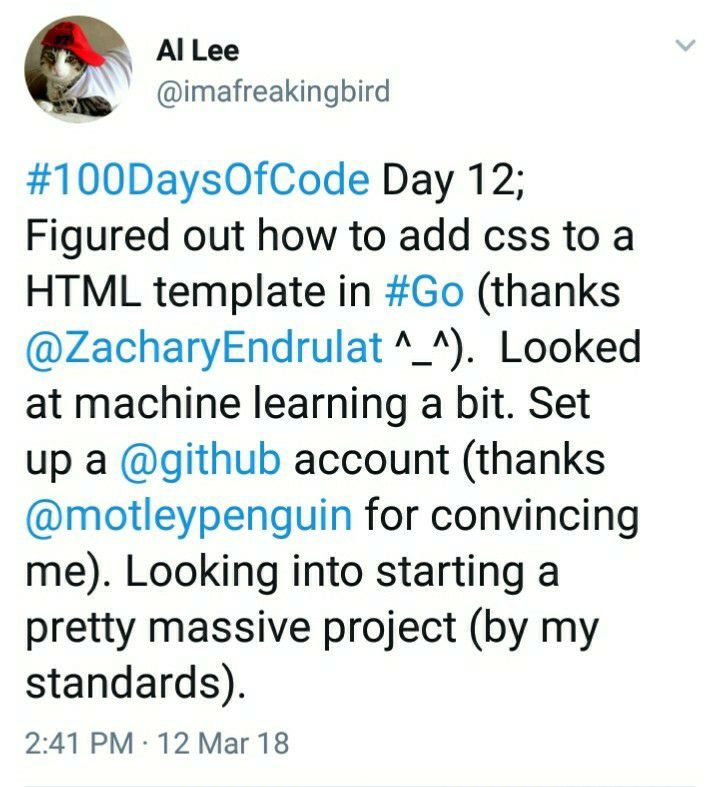 Al Lee
@imafreakingbird
#100DaysOfCode Day 12;
Figured out how to add css to a
HTML template in #Go (thanks
@ZacharyEndrulat ^_^).  Looked
at machine learning a bit. Set
up a @github account (thanks
@motleypenguin for convincing
me). Looking into starting a
pretty massive project (by my
standards).
2:41 PM · 12 Mar 18